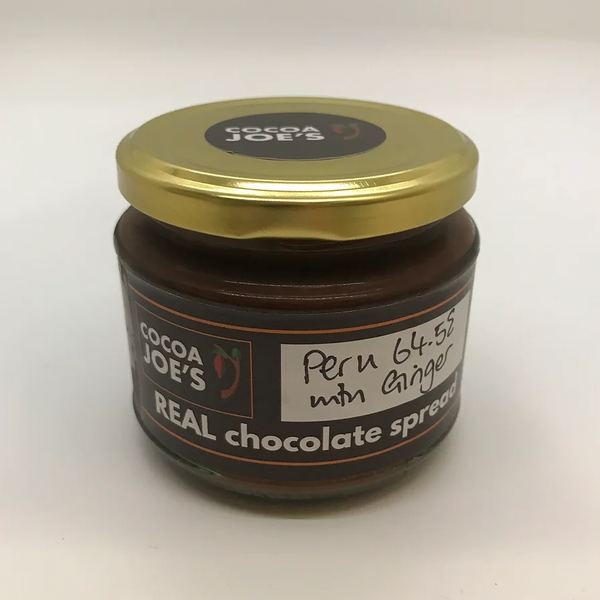 COCOA
JOE'S
COCOA
JOE'S
Peru 64.5%
with Ginger
REAL chocolate spread